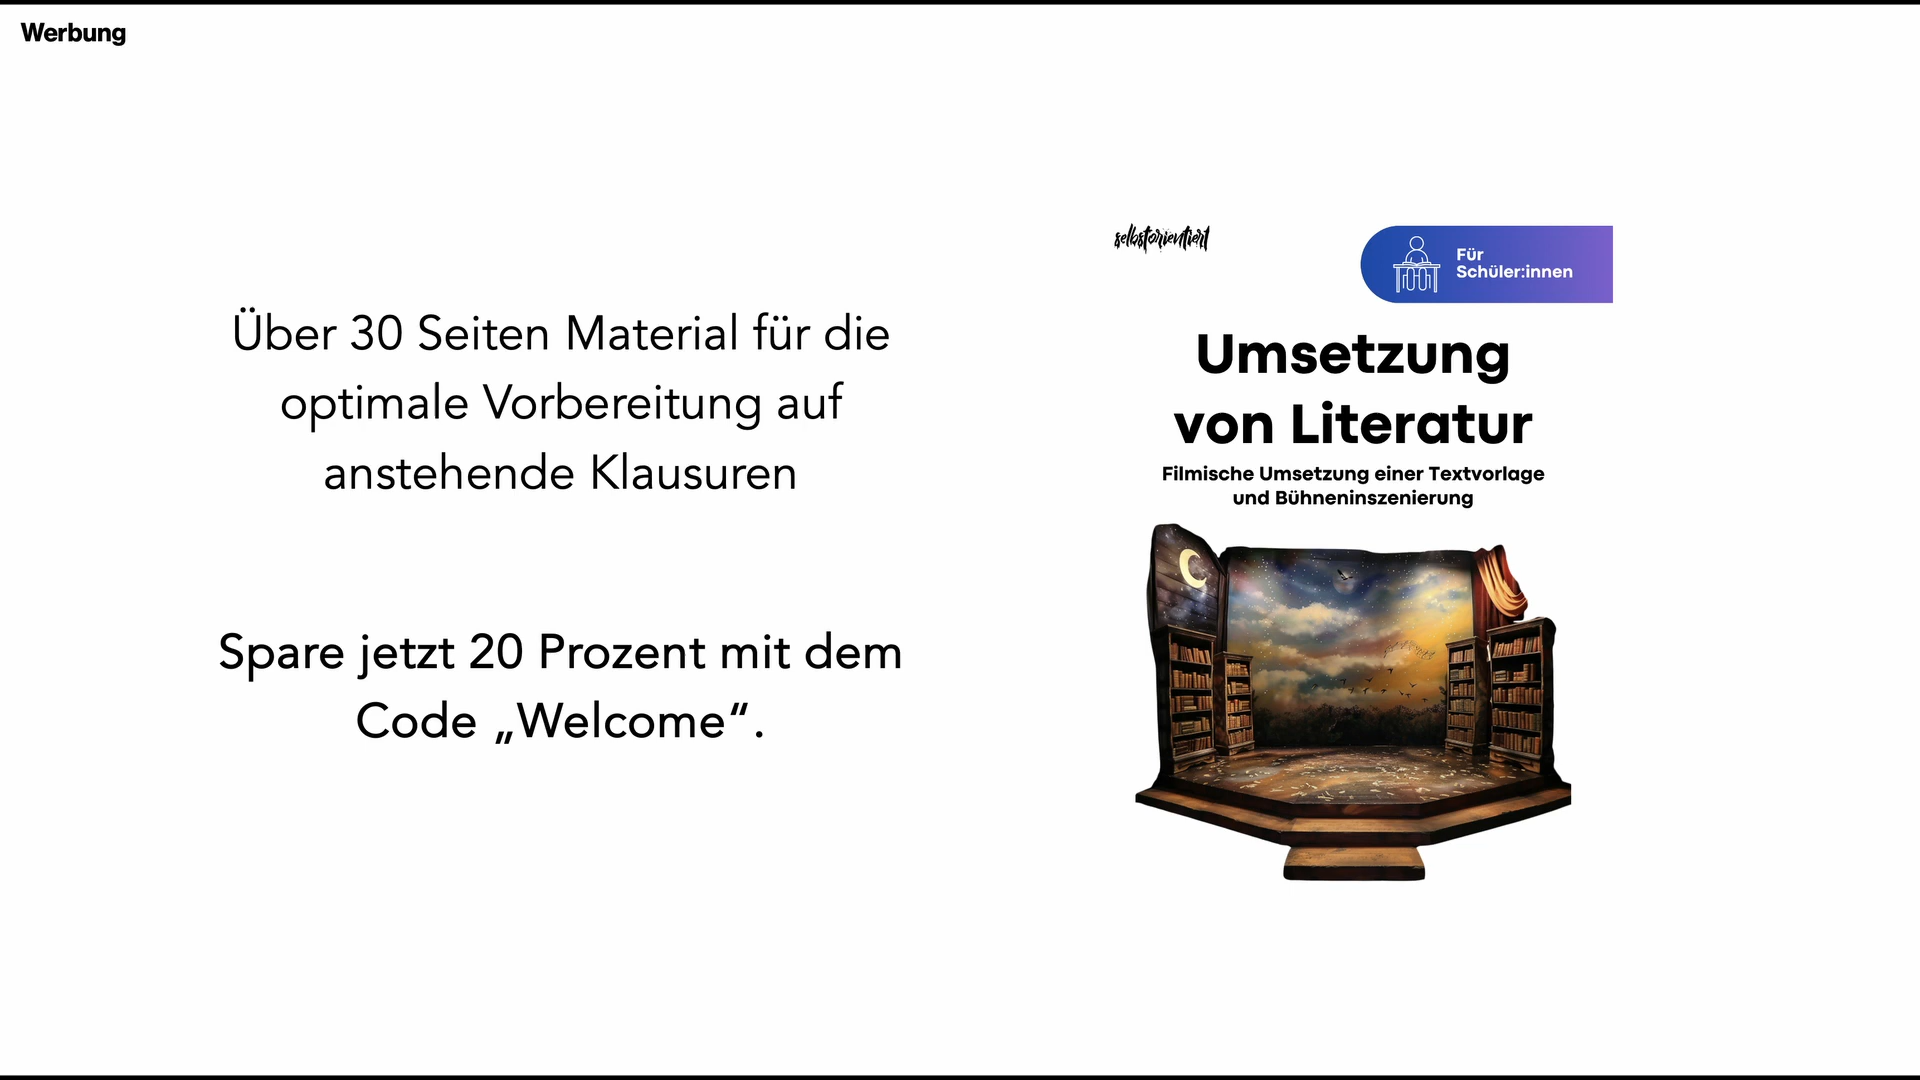 Werbung
Über 30 Seiten Material für die
optimale Vorbereitung auf
anstehende Klausuren
Spare jetzt 20 Prozent mit dem
Code „Welcome“.
selbstorientiert
Für
Schüler:innen
Umsetzung
von Literatur
Filmische Umsetzung einer Textvorlage
und Bühneninszenierung